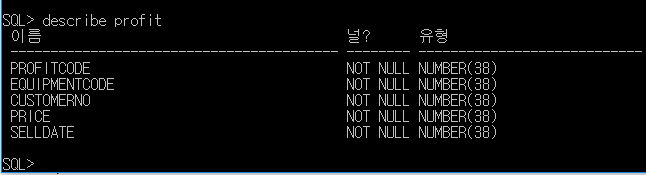 SQL> describe profit
이름 널? 유형
----------------------------------------- -------- ----------------------------
PROFITCODE NOT NULL NUMBER(38)
EQUIPMENTCODE NOT NULL NUMBER(38)
CUSTOMERNO NOT NULL NUMBER(38)
PRICE NOT NULL NUMBER(38)
SELLDATE NOT NULL NUMBER(38)
SQL>